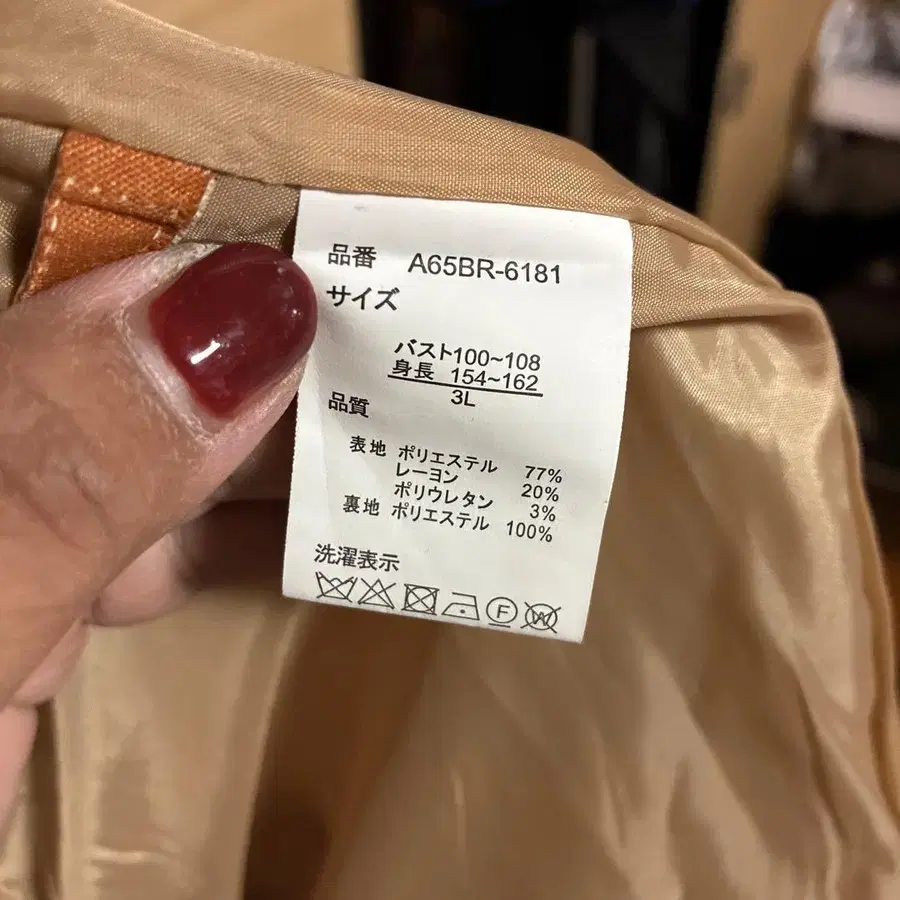 品番 A65BR-6181
サイズ
バスト100~108
身長 154~162
3L
品質
表地 ポリエステル 77%
レーヨン 20%
ポリウレタン 3%
裏地 ポリエステル 100%
洗濯表示
F W